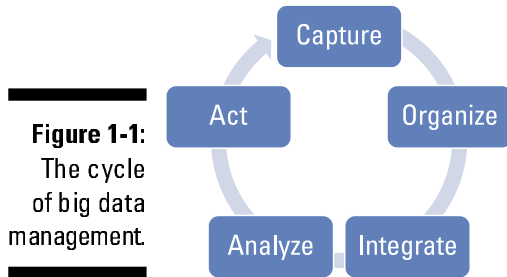 Figure 1-1:
The cycle
of big data
management.
Capture
Organize
Integrate
Analyze
Act